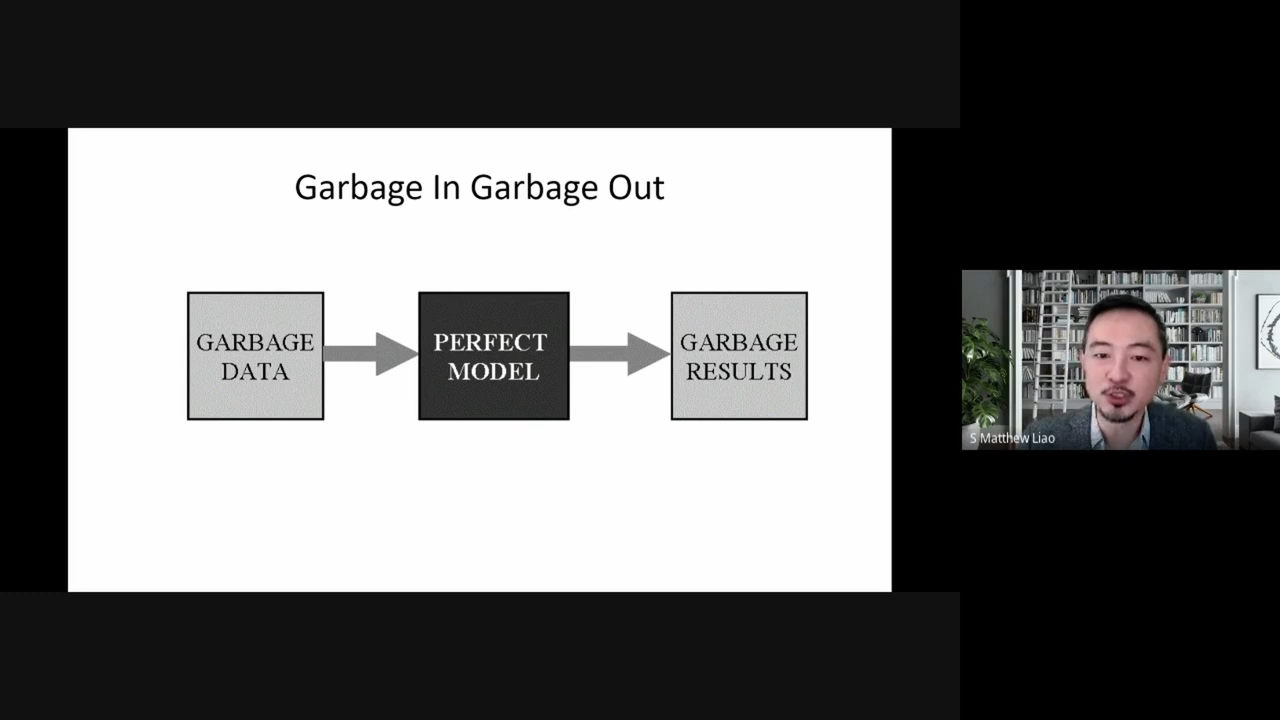 Garbage In Garbage Out
GARBAGE
DATA
PERFECT
MODEL
GARBAGE
RESULTS
S Matthew Liao